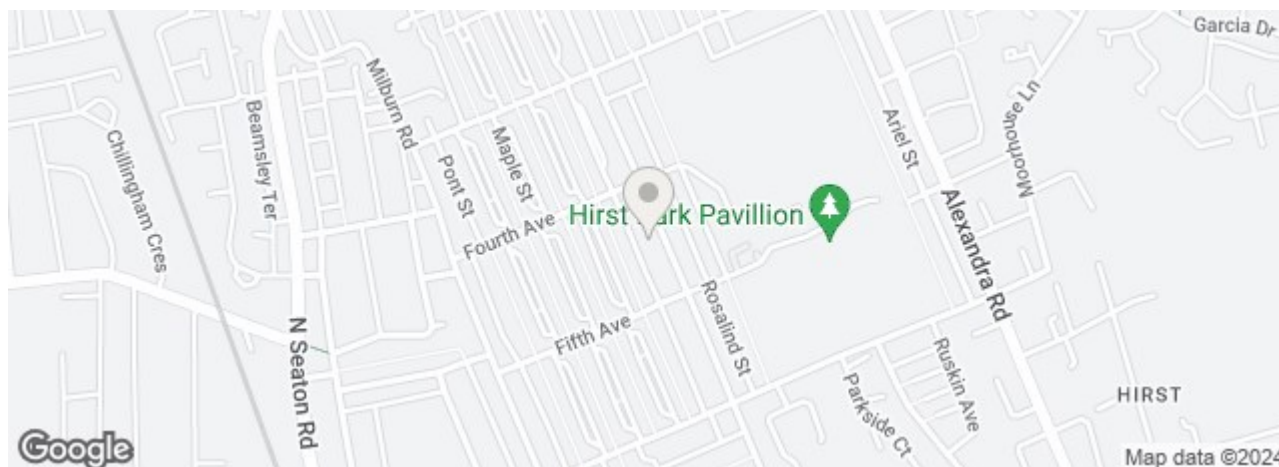 Garcia Dr
Milburn Rd
Beamsley Ter
Chillingham Cres
Maple St
Pont St
Ariel St
Moorhouse Ln
Alexandra Rd
Fourth Ave
Hirst Park Pavillion
Rosalind St
Fifth Ave
N Seaton Rd
Ruskin Ave
Parkside Ct
HIRST
Google
Map data ©2024